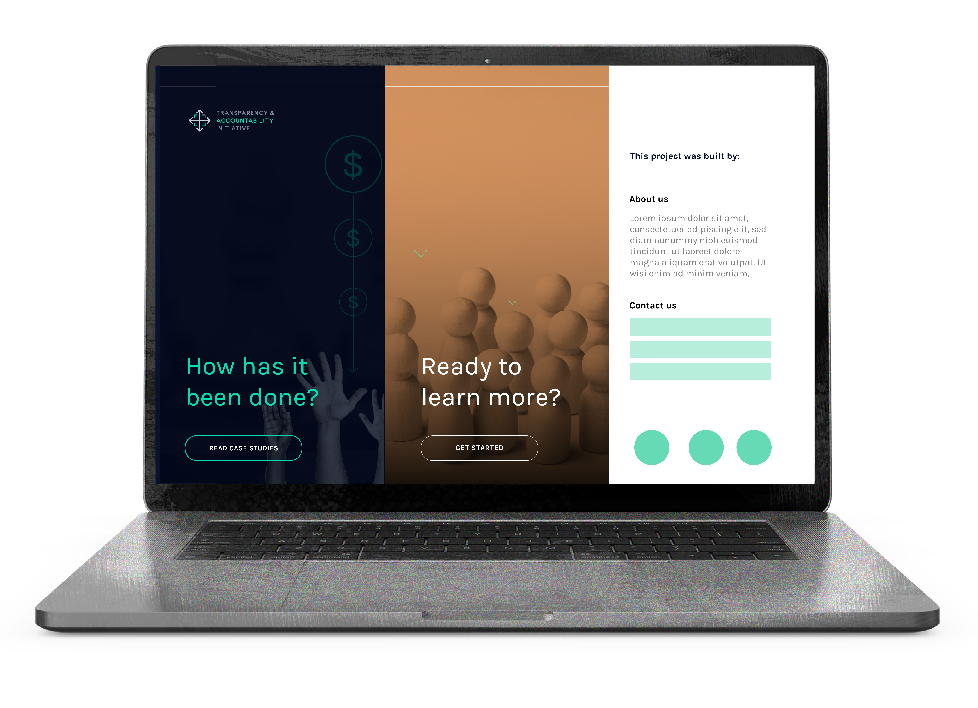 TRANSPARENCY &
ACCOUNTABILITY
INITIATIVE
$
$
$
How has it
been done?
READ CASE STUDIES
Ready to
learn more?
GET STARTED
This project was built by:
About us
Lorem ipsum dolor sit amet,
consectetuer adipiscing elit, sed
diam nonummy nibh euismod
tincidunt ut laoreet dolore
magna aliquam erat volutpat. Ut
wisi enim ad minim veniam,
Contact us